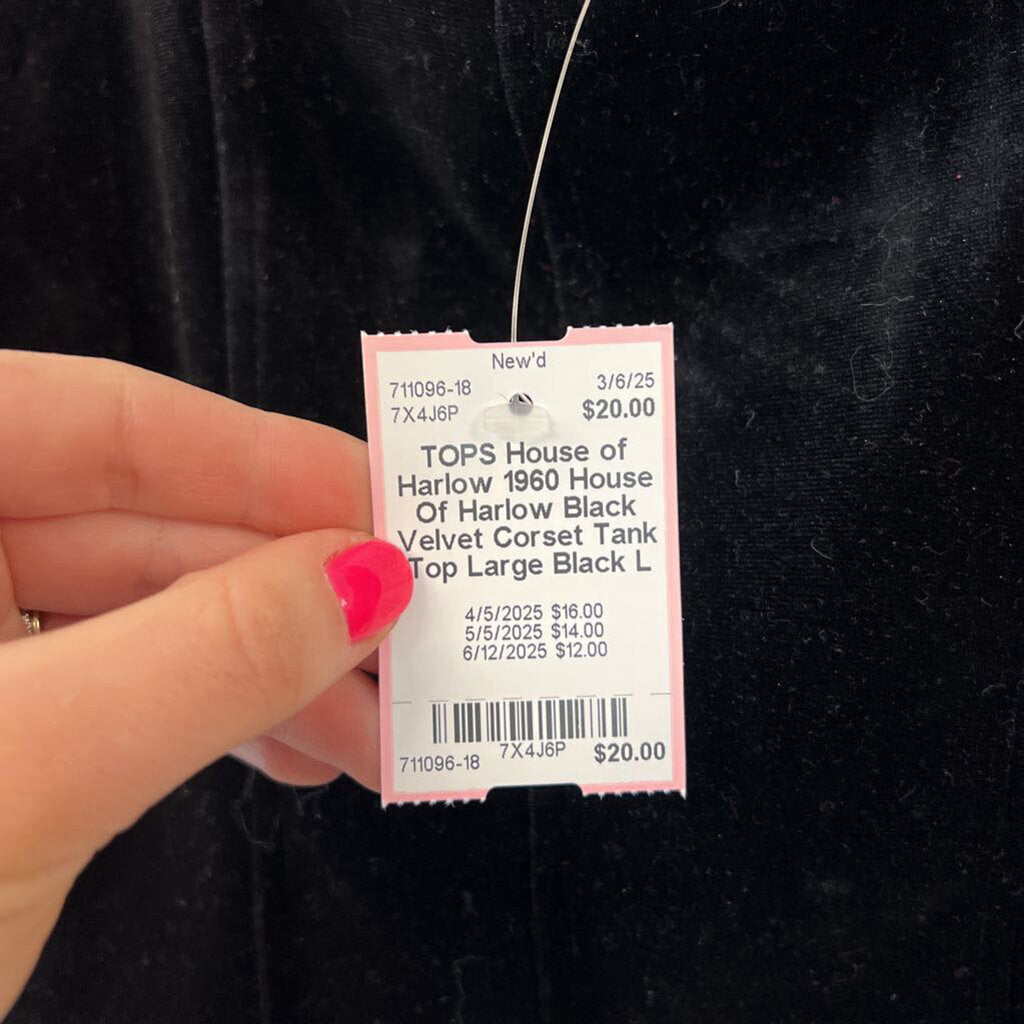 New'd
711096-18 3/6/25
7X4J6P $20.00
TOPS House of
Harlow 1960 House
Of Harlow Black
Velvet Corset Tank
Top Large Black L
4/5/2025 $16.00
5/5/2025 $14.00
6/12/2025 $12.00
711096-18 7X4J6P $20.00